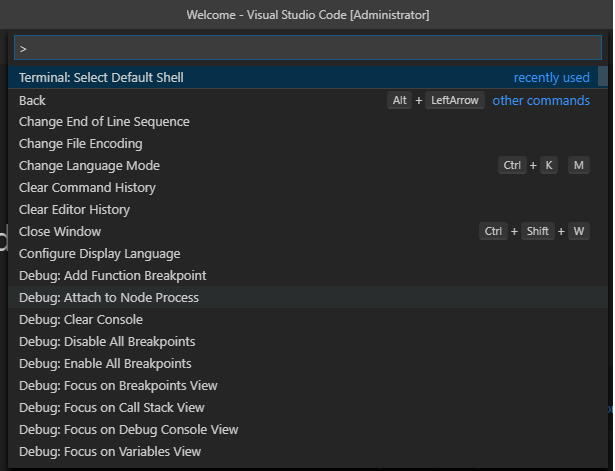 Welcome - Visual Studio Code [Administrator]
>
Terminal: Select Default Shell recently used
Back Alt + LeftArrow other commands
Change End of Line Sequence
Change File Encoding
Change Language Mode Ctrl + K M
Clear Command History
Clear Editor History
Close Window Ctrl + Shift + W
Configure Display Language
Debug: Add Function Breakpoint
Debug: Attach to Node Process
Debug: Clear Console
Debug: Disable All Breakpoints
Debug: Enable All Breakpoints
Debug: Focus on Breakpoints View
Debug: Focus on Call Stack View
Debug: Focus on Debug Console View
Debug: Focus on Variables View